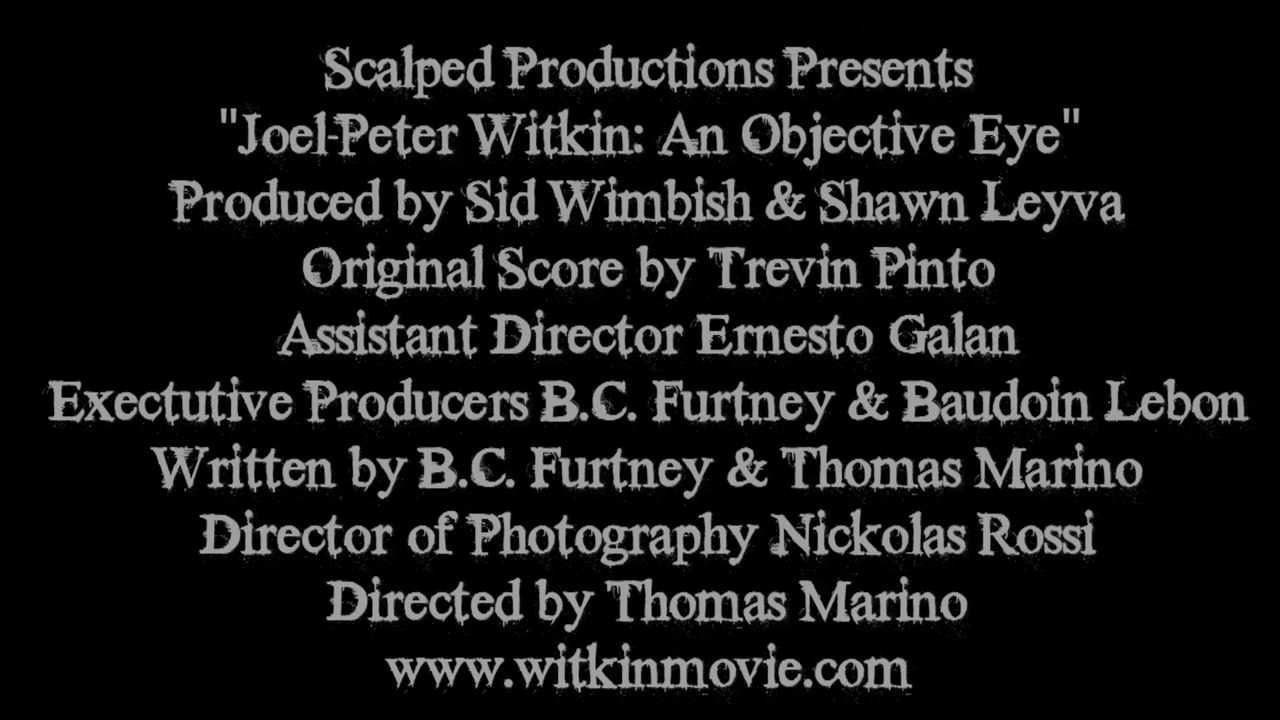 Scalped Productions Presents
"Joel-Peter Witkin: An Objective Eye"
Produced by Sid Wimbish & Shawn Leyva
Original Score by Trevin Pinto
Assistant Director Ernesto Galan
Exectutive Producers B.C. Furtney & Baudoin Lebon
Written by B.C. Furtney & Thomas Marino
Director of Photography Nickolas Rossi
Directed by Thomas Marino
www.witkinmovie.com